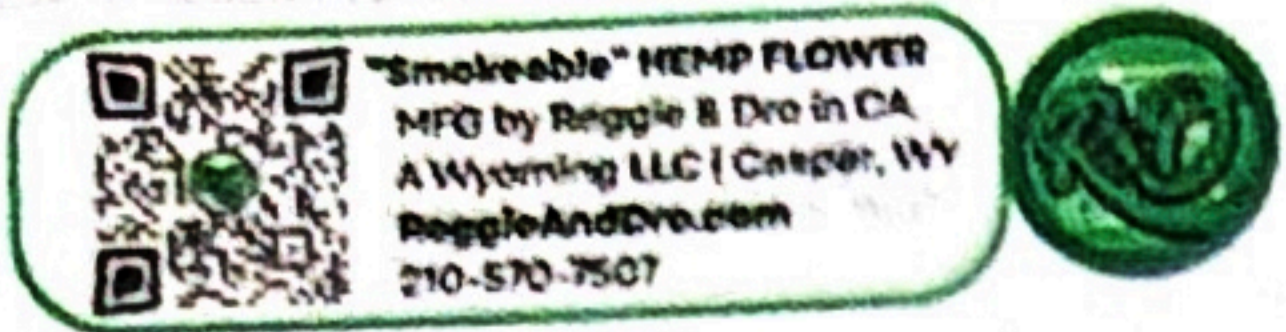 "Smokeable" HEMP FLOWER
MFG by Reggie & Dro in CA
A Wyoming LLC | Casper, WY
ReggieAndDro.com
210-570-7507